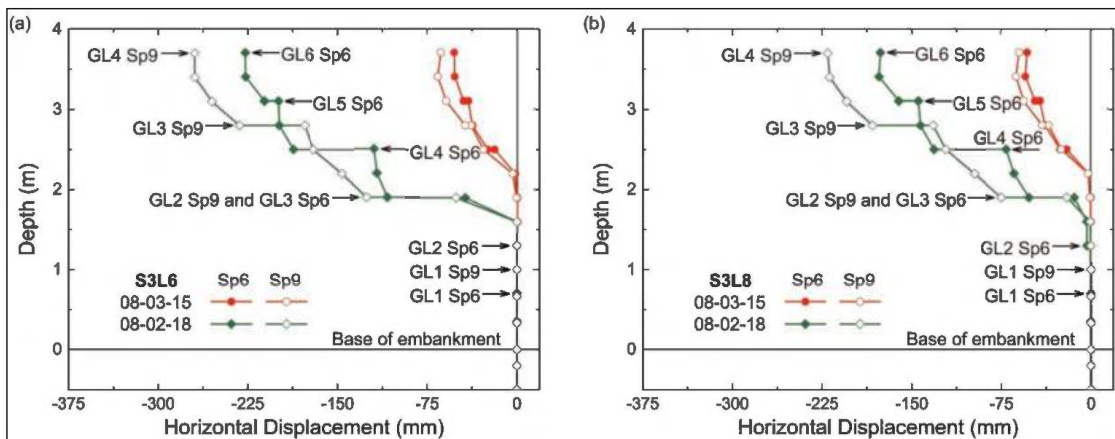 (a)
4
3
2
1
0
Depth (m)
GL4 Sp9
GL6 Sp6
GL5 Sp6
GL3 Sp9
GL4 Sp6
GL2 Sp9 and GL3 Sp6
GL2 Sp6
GL1 Sp9
GL1 Sp6
S3L6 Sp6 Sp9
08-03-15
08-02-18
Base of embankment
-375 -300 -225 -150 -75 0
Horizontal Displacement (mm)
(b)
4
3
2
1
0
Depth (m)
GL4 Sp9
GL6 Sp6
GL5 Sp6
GL3 Sp9
GL4 Sp6
GL2 Sp9 and GL3 Sp6
GL2 Sp6
GL1 Sp9
GL1 Sp6
S3L8 Sp6 Sp9
08-03-15
08-02-18
Base of embankment
-375 -300 -225 -150 -75 0
Horizontal Displacement (mm)